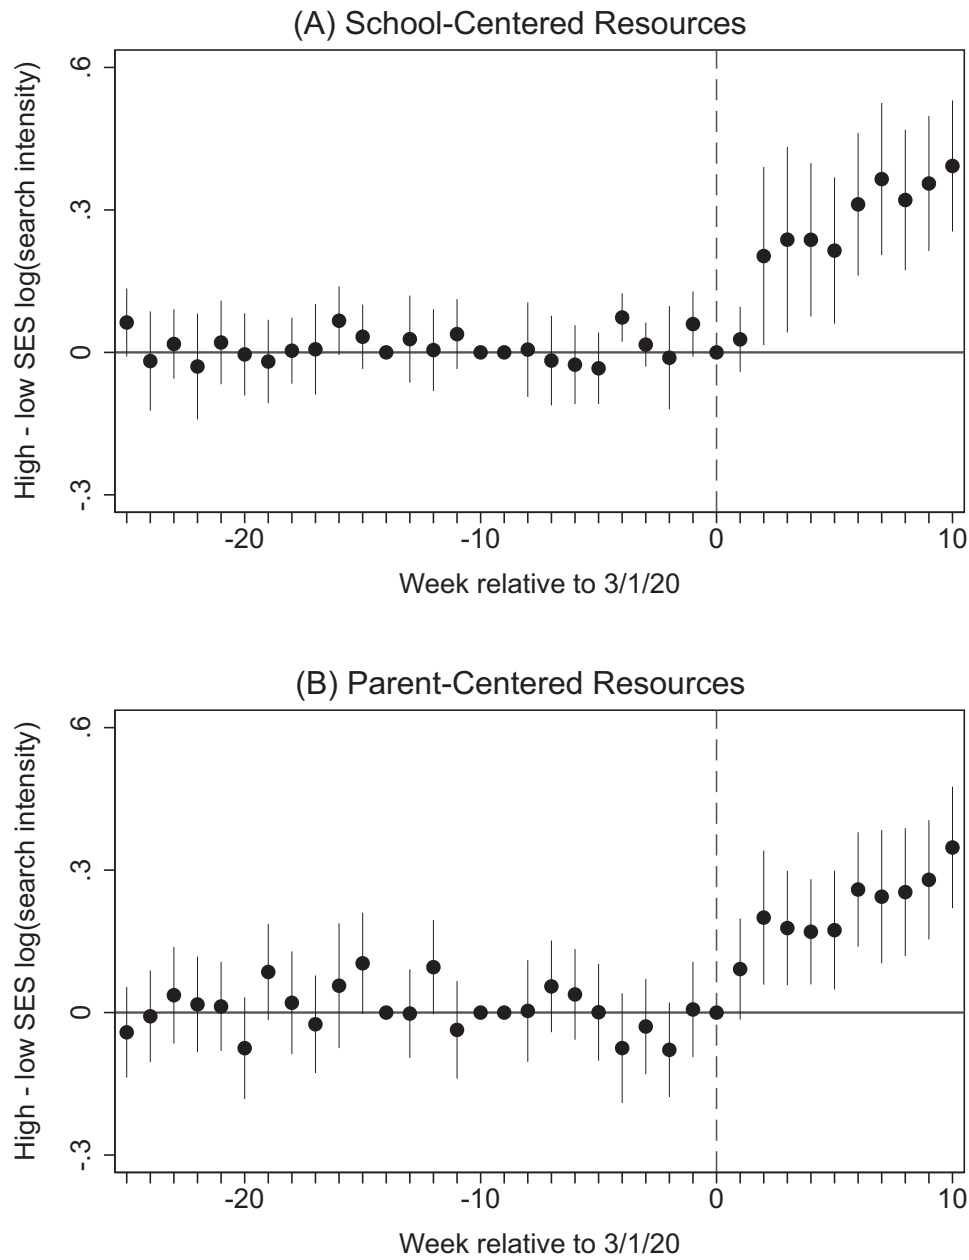 (A) School-Centered Resources
High - low SES log(search intensity)
.6
.3
0
-.3
-20 -10 0 10
Week relative to 3/1/20
(B) Parent-Centered Resources
High - low SES log(search intensity)
.6
.3
0
-.3
-20 -10 0 10
Week relative to 3/1/20